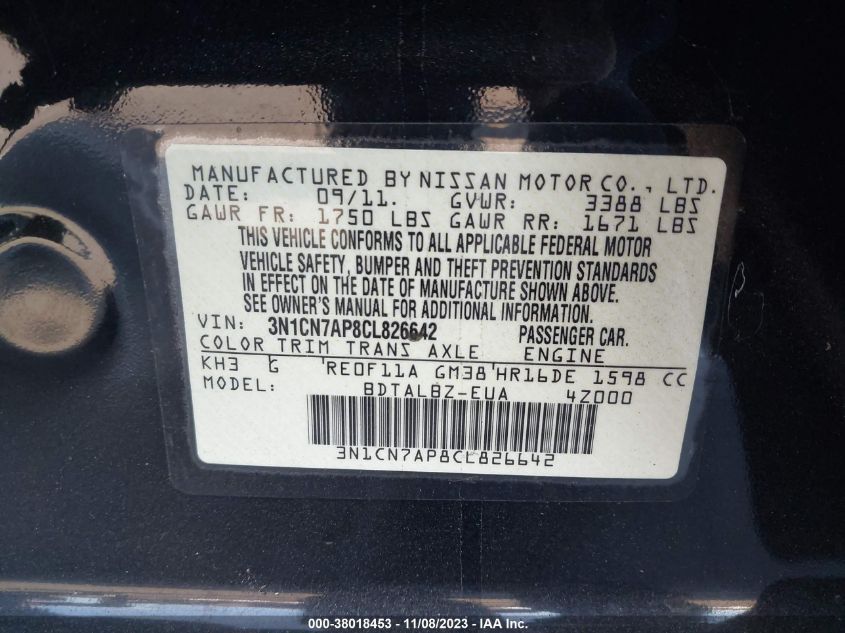 MANUFACTURED BY NISSAN MOTOR CO., LTD.
DATE: 09/11. GVWR: 3388 LBS
GAWR FR: 1750 LBS GAWR RR: 1671 LBS
THIS VEHICLE CONFORMS TO ALL APPLICABLE FEDERAL MOTOR
VEHICLE SAFETY, BUMPER AND THEFT PREVENTION STANDARDS
IN EFFECT ON THE DATE OF MANUFACTURE SHOWN ABOVE.
SEE OWNER'S MANUAL FOR ADDITIONAL INFORMATION.
VIN: 3N1CN7AP8CL826642 PASSENGER CAR.
COLOR TRIM TRANS AXLE ENGINE
KH3 G 'RE0F11A GM38'HR16DE 1598 CC
MODEL: BDTALBZ-EUA 4Z000
3N1CN7AP8CL826642
000-38018453 - 11/08/2023 - IAA Inc.